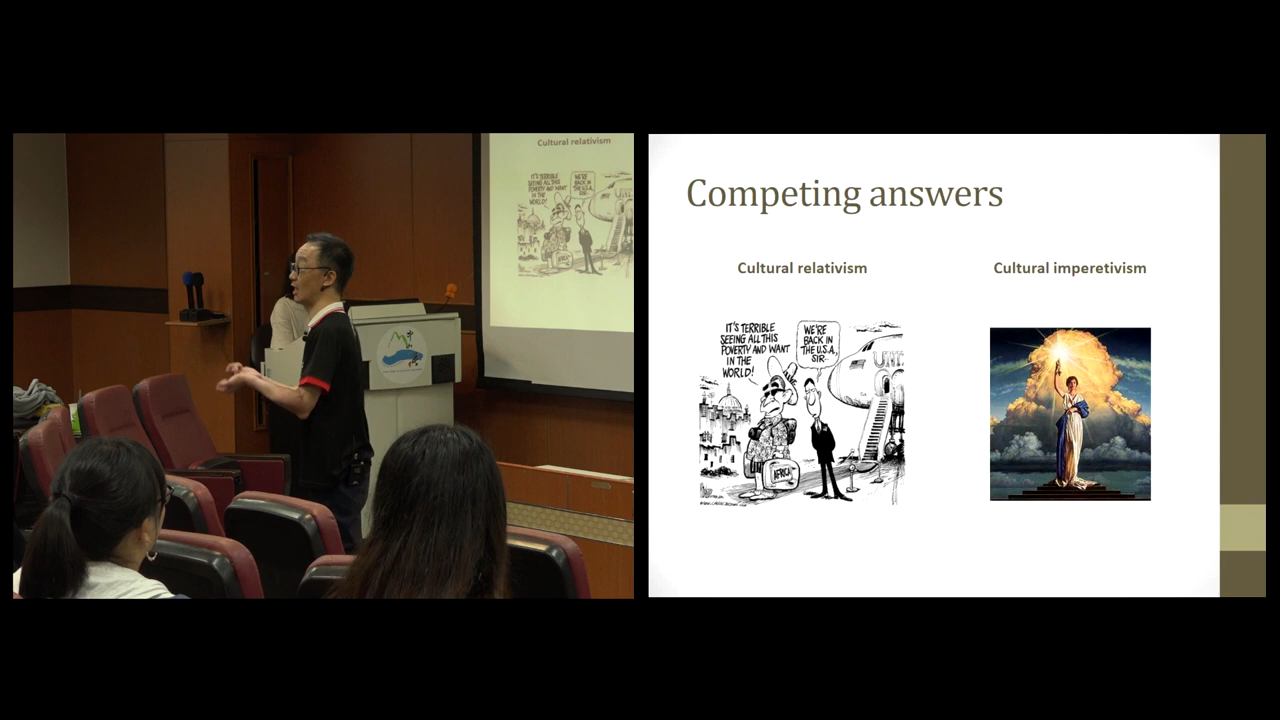 Cultural relativism
IT'S TERRIBLE
SEEING ALL THIS
POVERTY AND WANT
IN THE
WORLD!
WE'RE
BACK IN
THE U.S.A.,
SIR.
Competing answers
Cultural relativism
Cultural imperetivism
IT'S TERRIBLE
SEEING ALL THIS
POVERTY AND WANT
IN THE
WORLD!
WE'RE
BACK IN
THE U.S.A.,
SIR.
AFRICA